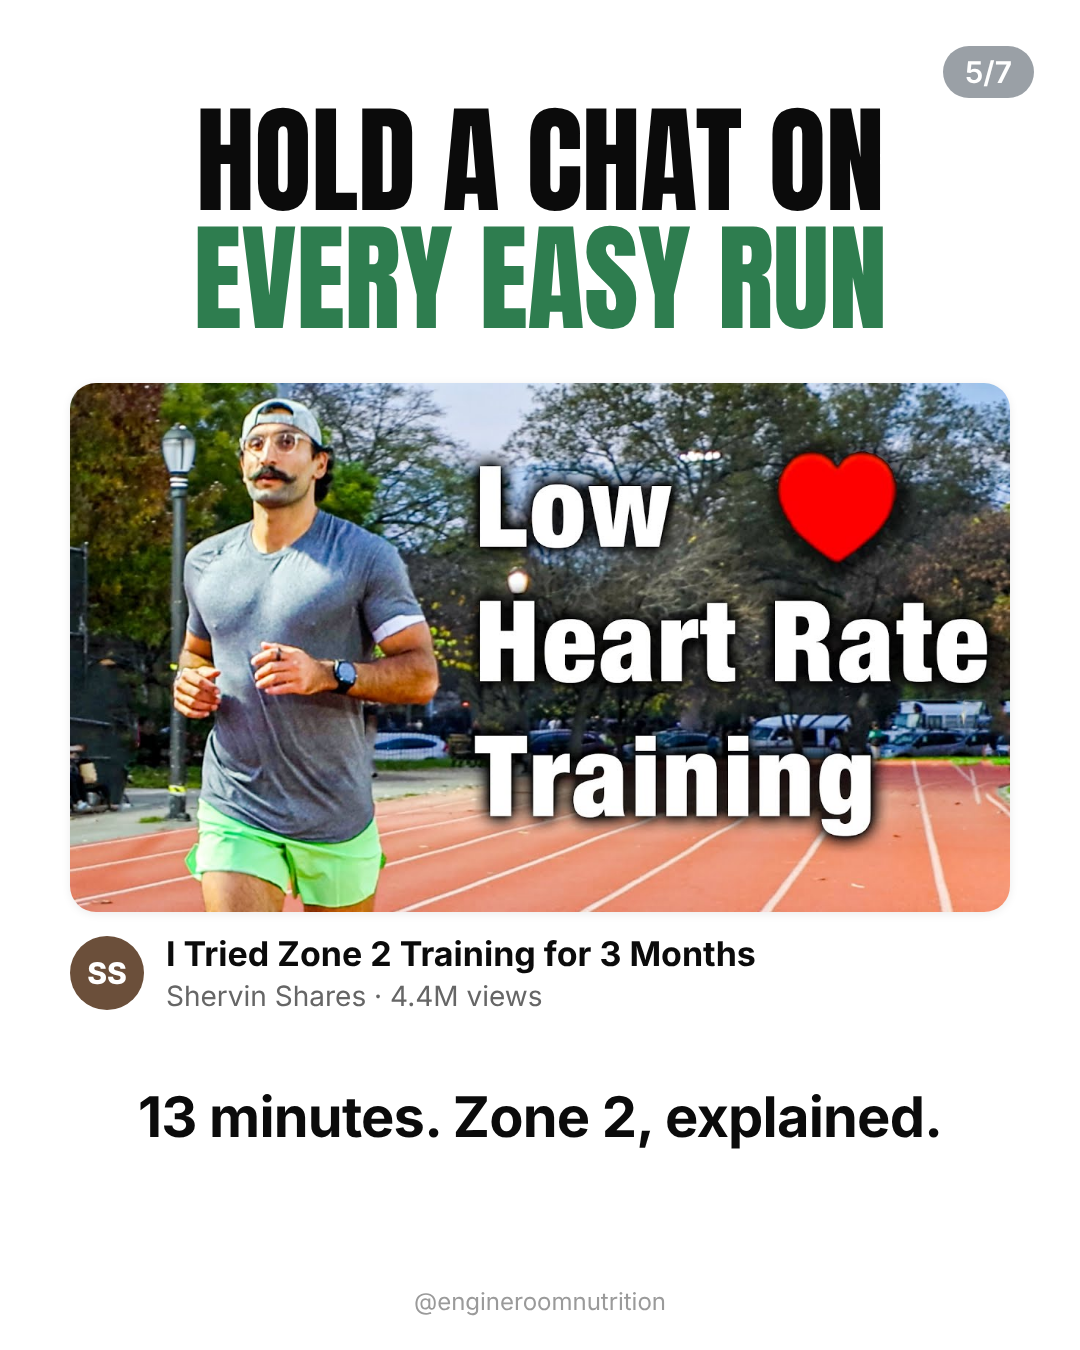 5/7
HOLD A CHAT ON
EVERY EASY RUN
Low
Heart Rate
Training
SS
I Tried Zone 2 Training for 3 Months
Shervin Shares · 4.4M views
13 minutes. Zone 2, explained.
@engineroomnutrition